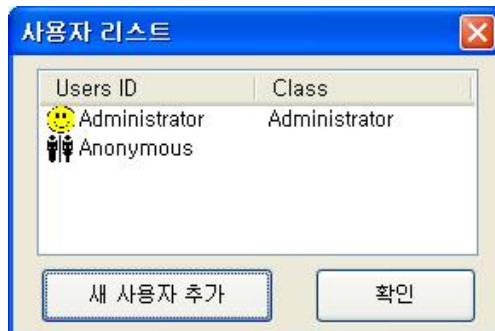 사용자 리스트
Users ID Class
Administrator Administrator
Anonymous
새 사용자 추가 확인